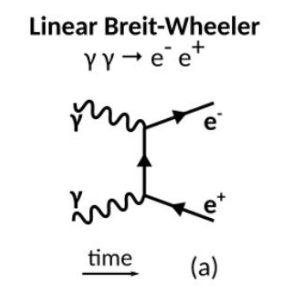 Linear Breit-Wheeler
γ γ → e⁻ e⁺
γ
e⁻
γ
e⁺
time
(a)